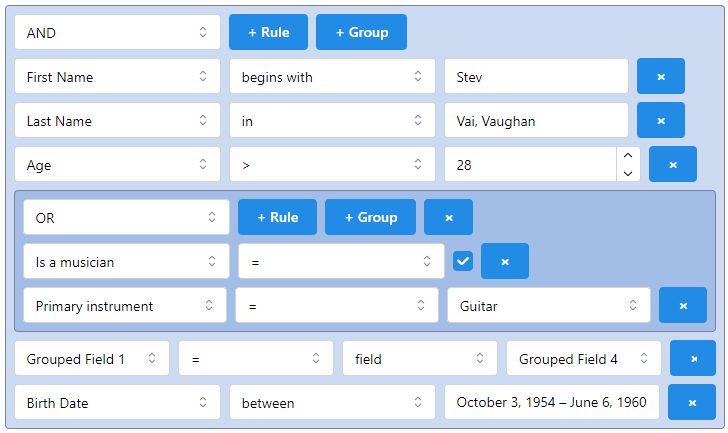 AND + Rule + Group
First Name begins with Stev ×
Last Name in Vai, Vaughan ×
Age > 28 ×
OR + Rule + Group ×
Is a musician = ×
Primary instrument = Guitar ×
Grouped Field 1 = field Grouped Field 4 ×
Birth Date between October 3, 1954 – June 6, 1960 ×